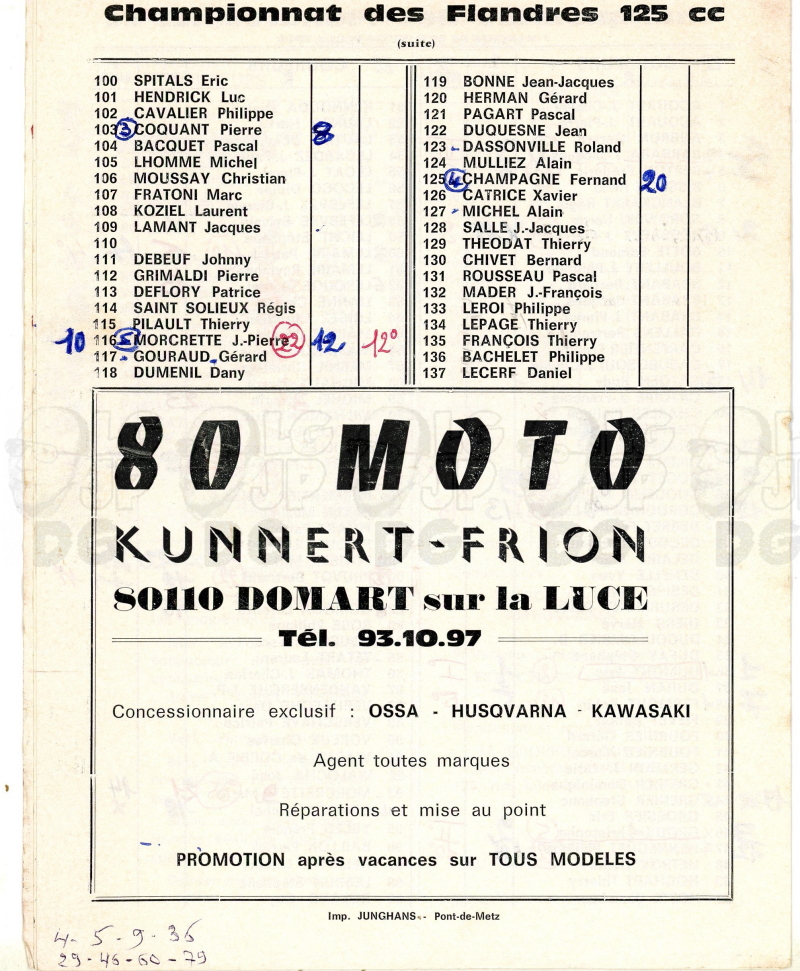 Championnat des Flandres 125 cc
(suite)
100 SPITALS Eric
101 HENDRICK Luc
102 CAVALIER Philippe
103 3 COQUANT Pierre 8
104 BACQUET Pascal
105 LHOMME Michel
106 MOUSSAY Christian
107 FRATONI Marc
108 KOZIEL Laurent
109 LAMANT Jacques
110
111 DEBEUF Johnny
112 GRIMALDI Pierre
113 DEFLORY Patrice
114 SAINT SOLIEUX Régis
115 PILAULT Thierry
10 116 MORCRETTE J.-Pierre 22 12 12°
117 GOURAUD Gérard
118 DUMENIL Dany
119 BONNE Jean-Jacques
120 HERMAN Gérard
121 PAGART Pascal
122 DUQUESNE Jean
123 DASSONVILLE Roland
124 MULLIEZ Alain
125 4 CHAMPAGNE Fernand 20
126 CATRICE Xavier
127 MICHEL Alain
128 SALLE J.-Jacques
129 THEODAT Thierry
130 CHIVET Bernard
131 ROUSSEAU Pascal
132 MADER J.-François
133 LEROI Philippe
134 LEPAGE Thierry
135 FRANÇOIS Thierry
136 BACHELET Philippe
137 LECERF Daniel
80 MOTO
KUNNERT-FRION
80110 DOMART sur la LUCE
Tél. 93.10.97
Concessionnaire exclusif : OSSA - HUSQVARNA - KAWASAKI
Agent toutes marques
Réparations et mise au point
PROMOTION après vacances sur TOUS MODELES
Imp. JUNGHANS - Pont-de-Metz
4-5-9-36
29-46-60-79